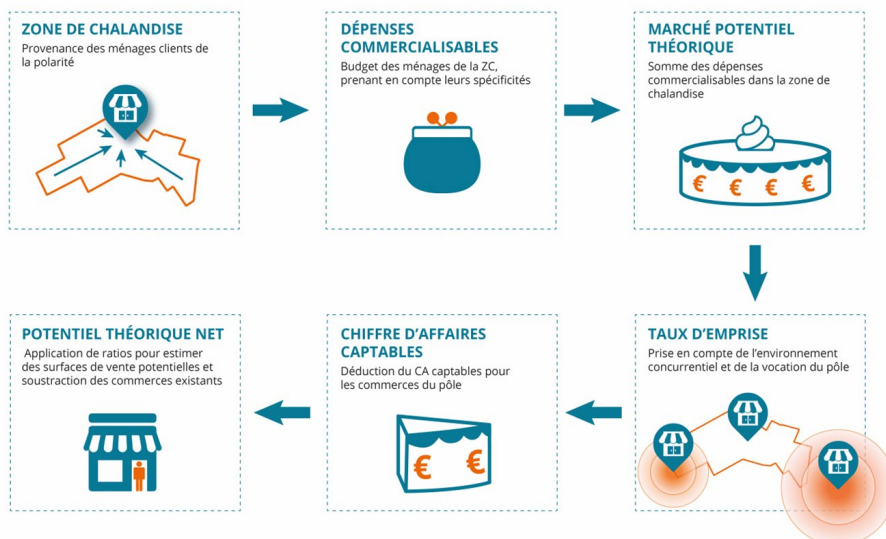 ZONE DE CHALANDISE
Provenance des ménages clients de
la polarité
DÉPENSES
COMMERCIALISABLES
Budget des ménages de la ZC,
prenant en compte leurs spécificités
MARCHÉ POTENTIEL
THÉORIQUE
Somme des dépenses
commercialisables dans la zone de
chalandise
€ € € €
TAUX D'EMPRISE
Prise en compte de l'environnement
concurrentiel et de la vocation du pôle
CHIFFRE D'AFFAIRES
CAPTABLES
Déduction du CA captables pour
les commerces du pôle
€ €
POTENTIEL THÉORIQUE NET
Application de ratios pour estimer
des surfaces de vente potentielles et
soustraction des commerces existants